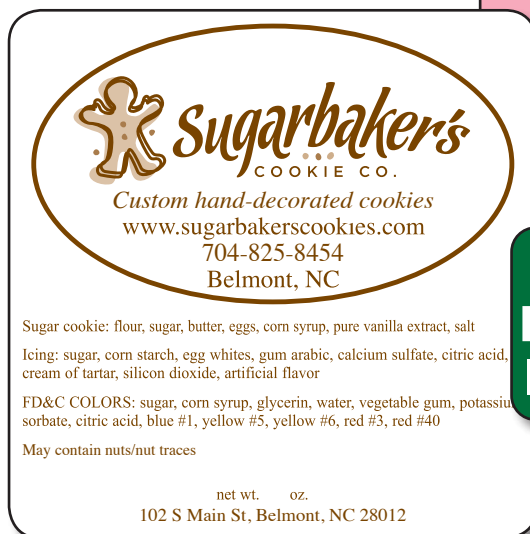 Sugarbaker's
COOKIE CO.
Custom hand-decorated cookies
www.sugarbakerscookies.com
704-825-8454
Belmont, NC
Sugar cookie: flour, sugar, butter, eggs, corn syrup, pure vanilla extract, salt
Icing: sugar, corn starch, egg whites, gum arabic, calcium sulfate, citric acid,
cream of tartar, silicon dioxide, artificial flavor
FD&C COLORS: sugar, corn syrup, glycerin, water, vegetable gum, potassiu
sorbate, citric acid, blue #1, yellow #5, yellow #6, red #3, red #40
May contain nuts/nut traces
net wt. oz.
102 S Main St, Belmont, NC 28012